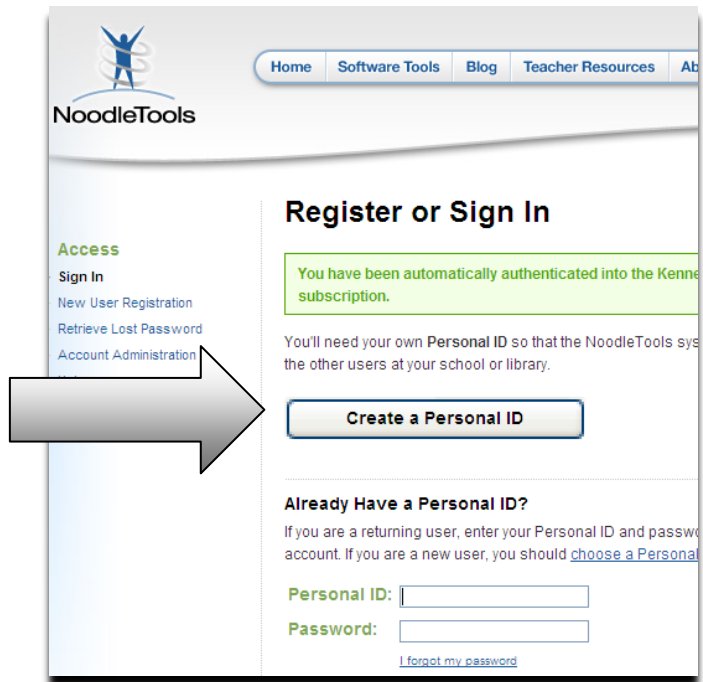 NoodleTools
Home Software Tools Blog Teacher Resources Ab
Register or Sign In
Access
Sign In
New User Registration
Retrieve Lost Password
Account Administration
You have been automatically authenticated into the Kenne
subscription.
You'll need your own Personal ID so that the NoodleTools sys
the other users at your school or library.
Create a Personal ID
Already Have a Personal ID?
If you are a returning user, enter your Personal ID and passwo
account. If you are a new user, you should choose a Personal
Personal ID:
Password:
I forgot my password